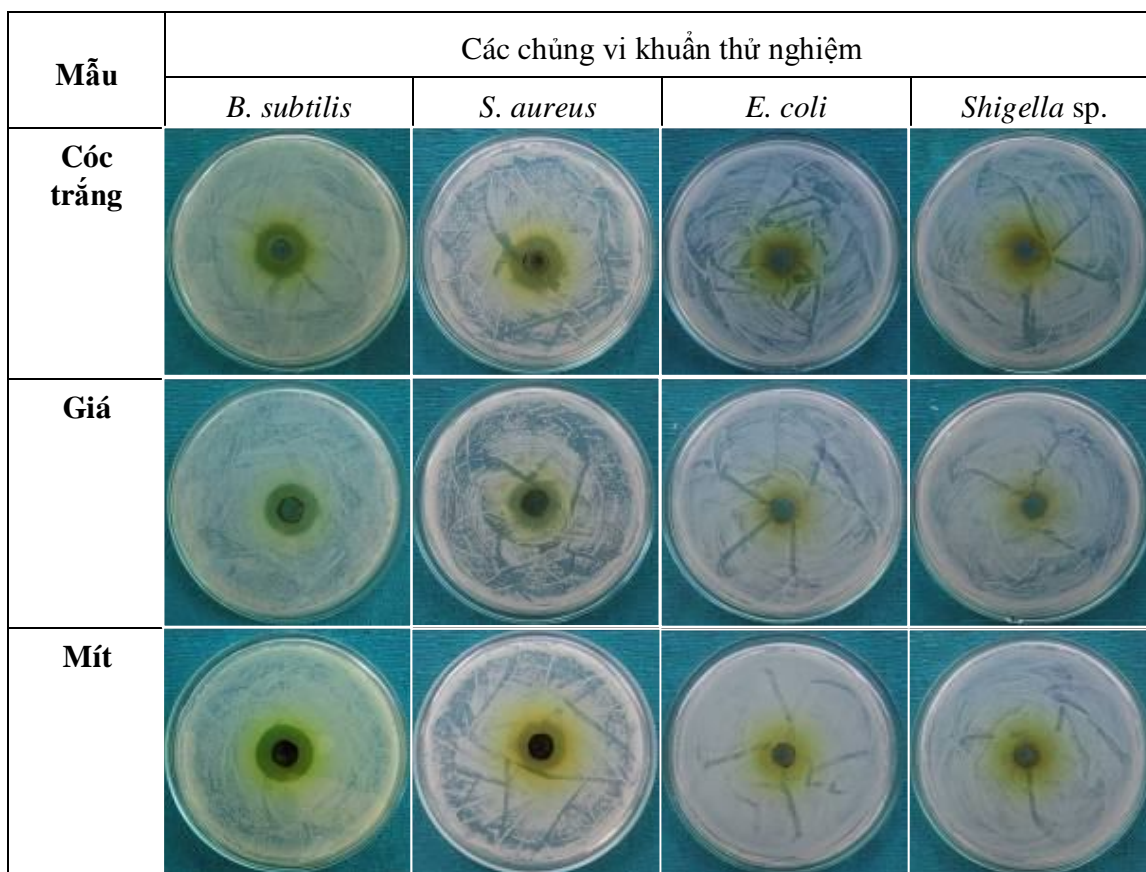 Mẫu
Các chủng vi khuẩn thử nghiệm
B. subtilis
S. aureus
E. coli
Shigella sp.
Cóc
trắng
Giá
Mít